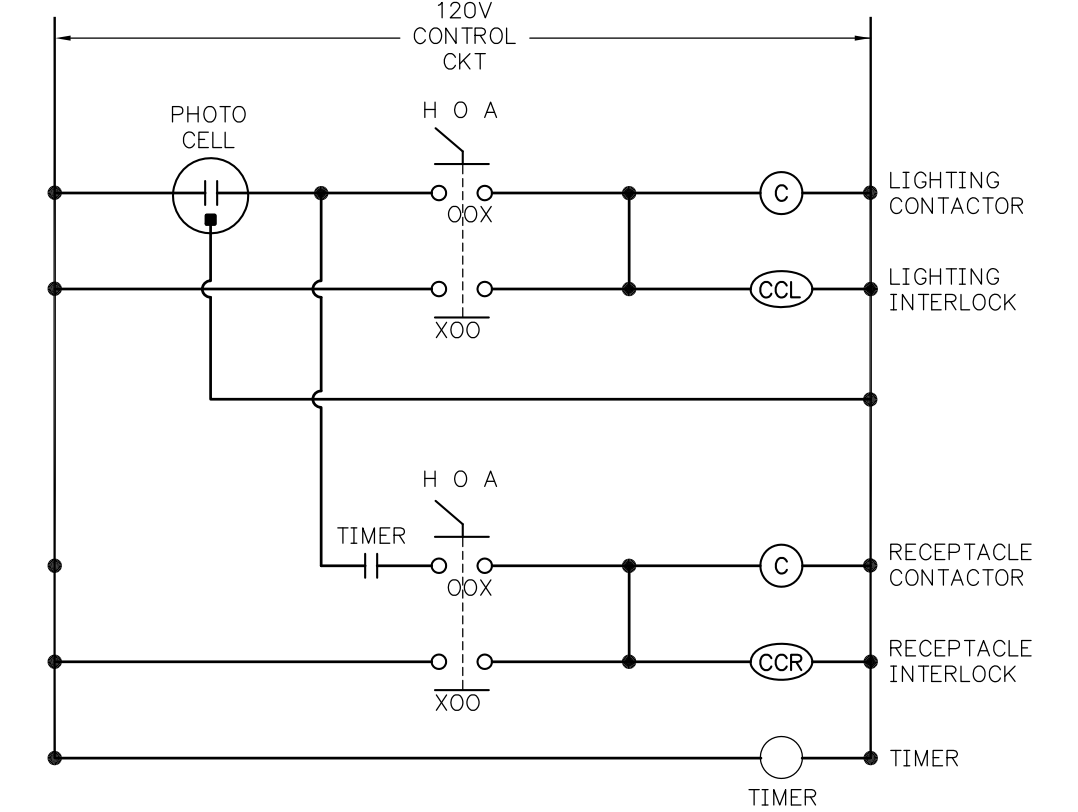 120V
CONTROL
CKT
PHOTO
CELL
H O A
OOX
C
LIGHTING
CONTACTOR
XOO
CCL
LIGHTING
INTERLOCK
H O A
TIMER
OOX
C
RECEPTACLE
CONTACTOR
XOO
CCR
RECEPTACLE
INTERLOCK
TIMER
TIMER